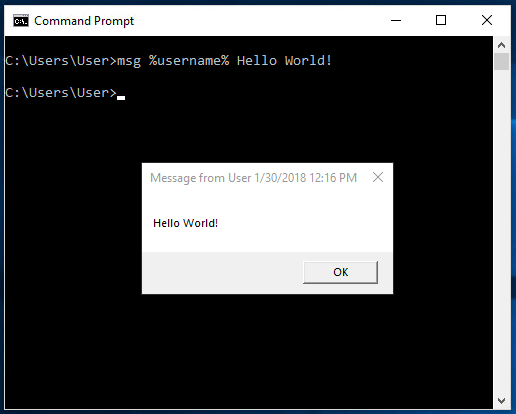 Command Prompt
C:\Users\User>msg %username% Hello World!
C:\Users\User>
Message from User 1/30/2018 12:16 PM
Hello World!
OK